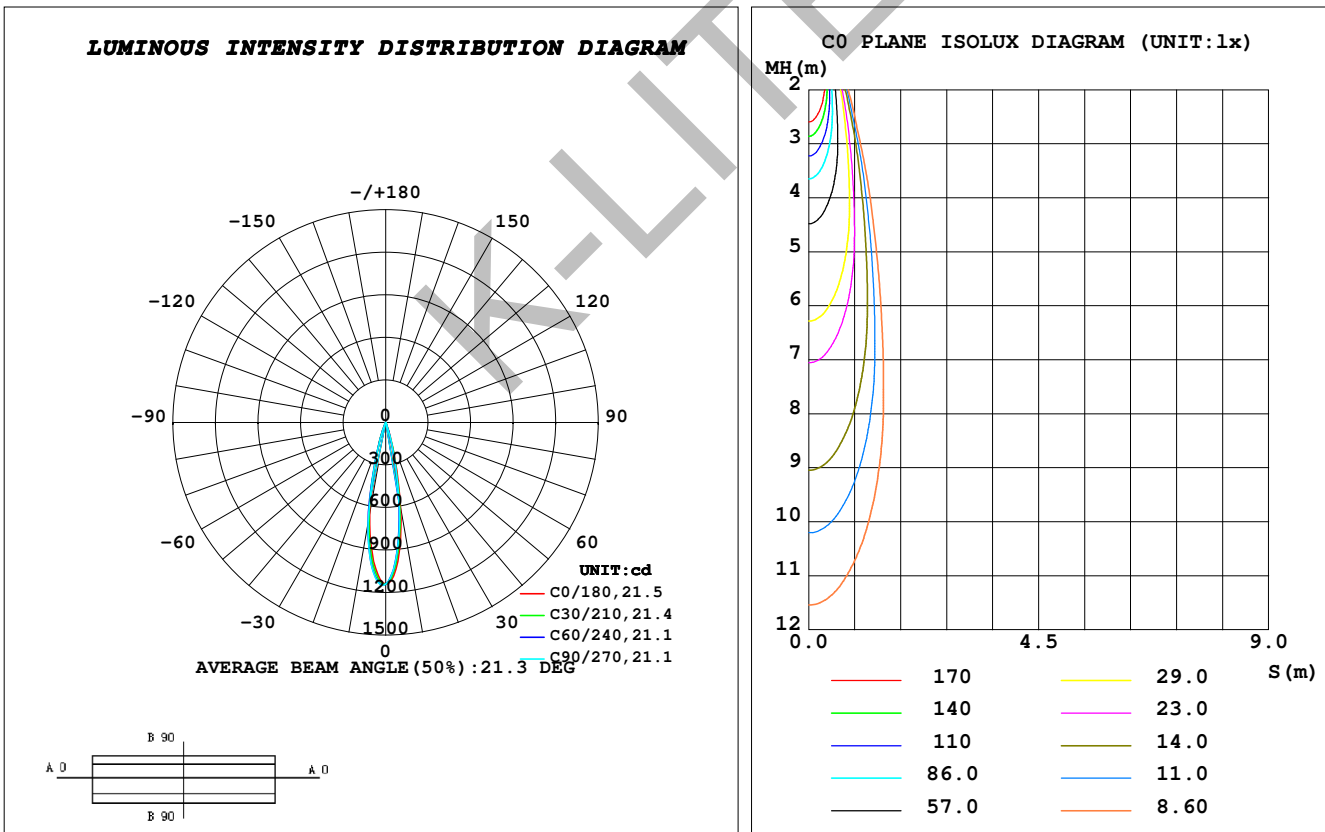 LUMINOUS INTENSITY DISTRIBUTION DIAGRAM
-/+180
-150 150
-120 120
-90 0 90
300
600
-60 900 60
UNIT:cd
1200
C0/180,21.5
-30 1500 30
C30/210,21.4
C60/240,21.1
0
C90/270,21.1
AVERAGE BEAM ANGLE(50%):21.3 DEG
B 90
A 0 A 0
B 90
C0 PLANE ISOLUX DIAGRAM (UNIT:lx)
MH(m)
2
3
4
5
6
7
8
9
10
11
12
0.0 4.5 9.0
S(m)
170 29.0
140 23.0
110 14.0
86.0 11.0
57.0 8.60
K-LITE